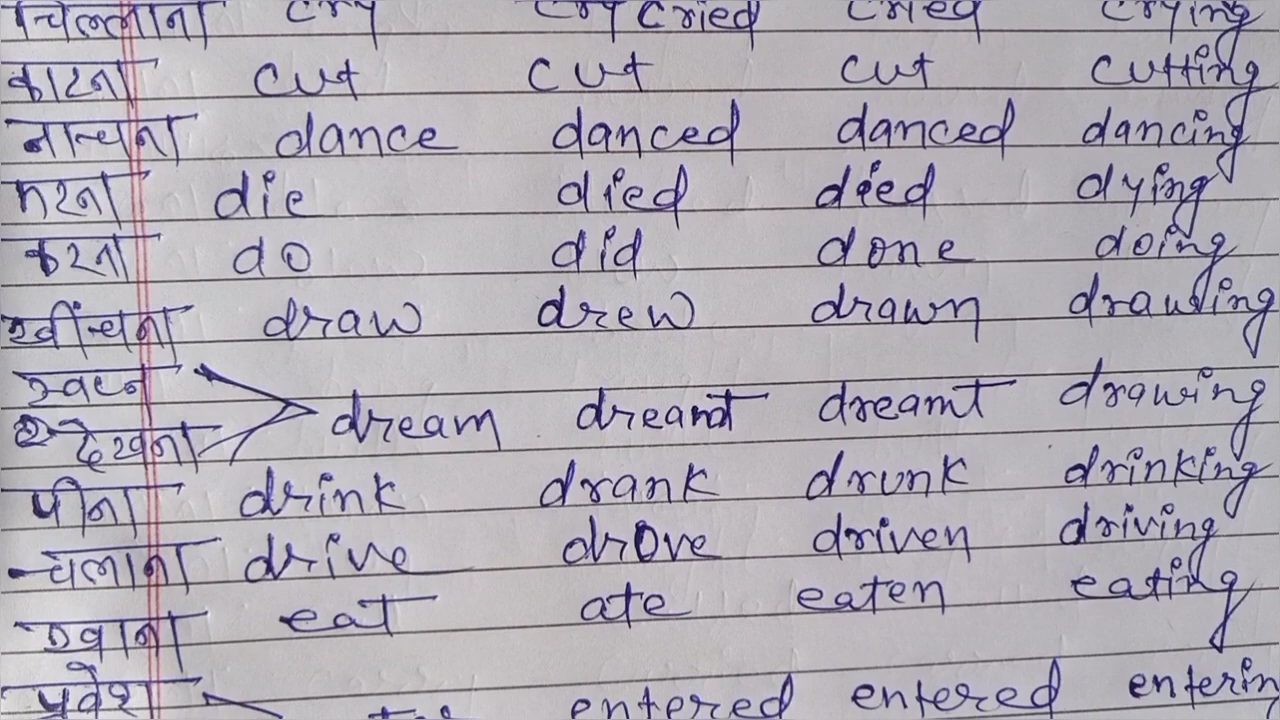 चिल्लाना cry cry cried cried crying
काटना cut cut cut cutting
नाचना dance danced danced dancing
मरना die died died dying
करना do did done doing
खींचना draw drew drawn drawing
स्वप्न
देखना dream dreamt dreamt drawing
पीना drink drank drunk drinking
चलाना drive drove driven driving
खाना eat ate eaten eating
प्रवेश entered entered enterin